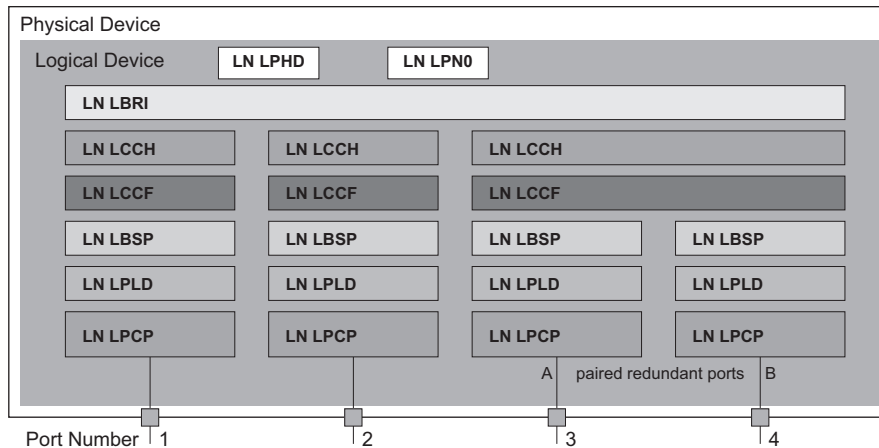 Physical Device
Logical Device LN LPHD LN LPN0
LN LBRI
LN LCCH LN LCCH LN LCCH
LN LCCF LN LCCF LN LCCF
LN LBSP LN LBSP LN LBSP LN LBSP
LN LPLD LN LPLD LN LPLD LN LPLD
LN LPCP LN LPCP LN LPCP LN LPCP
A paired redundant ports B
Port Number 1 2 3 4